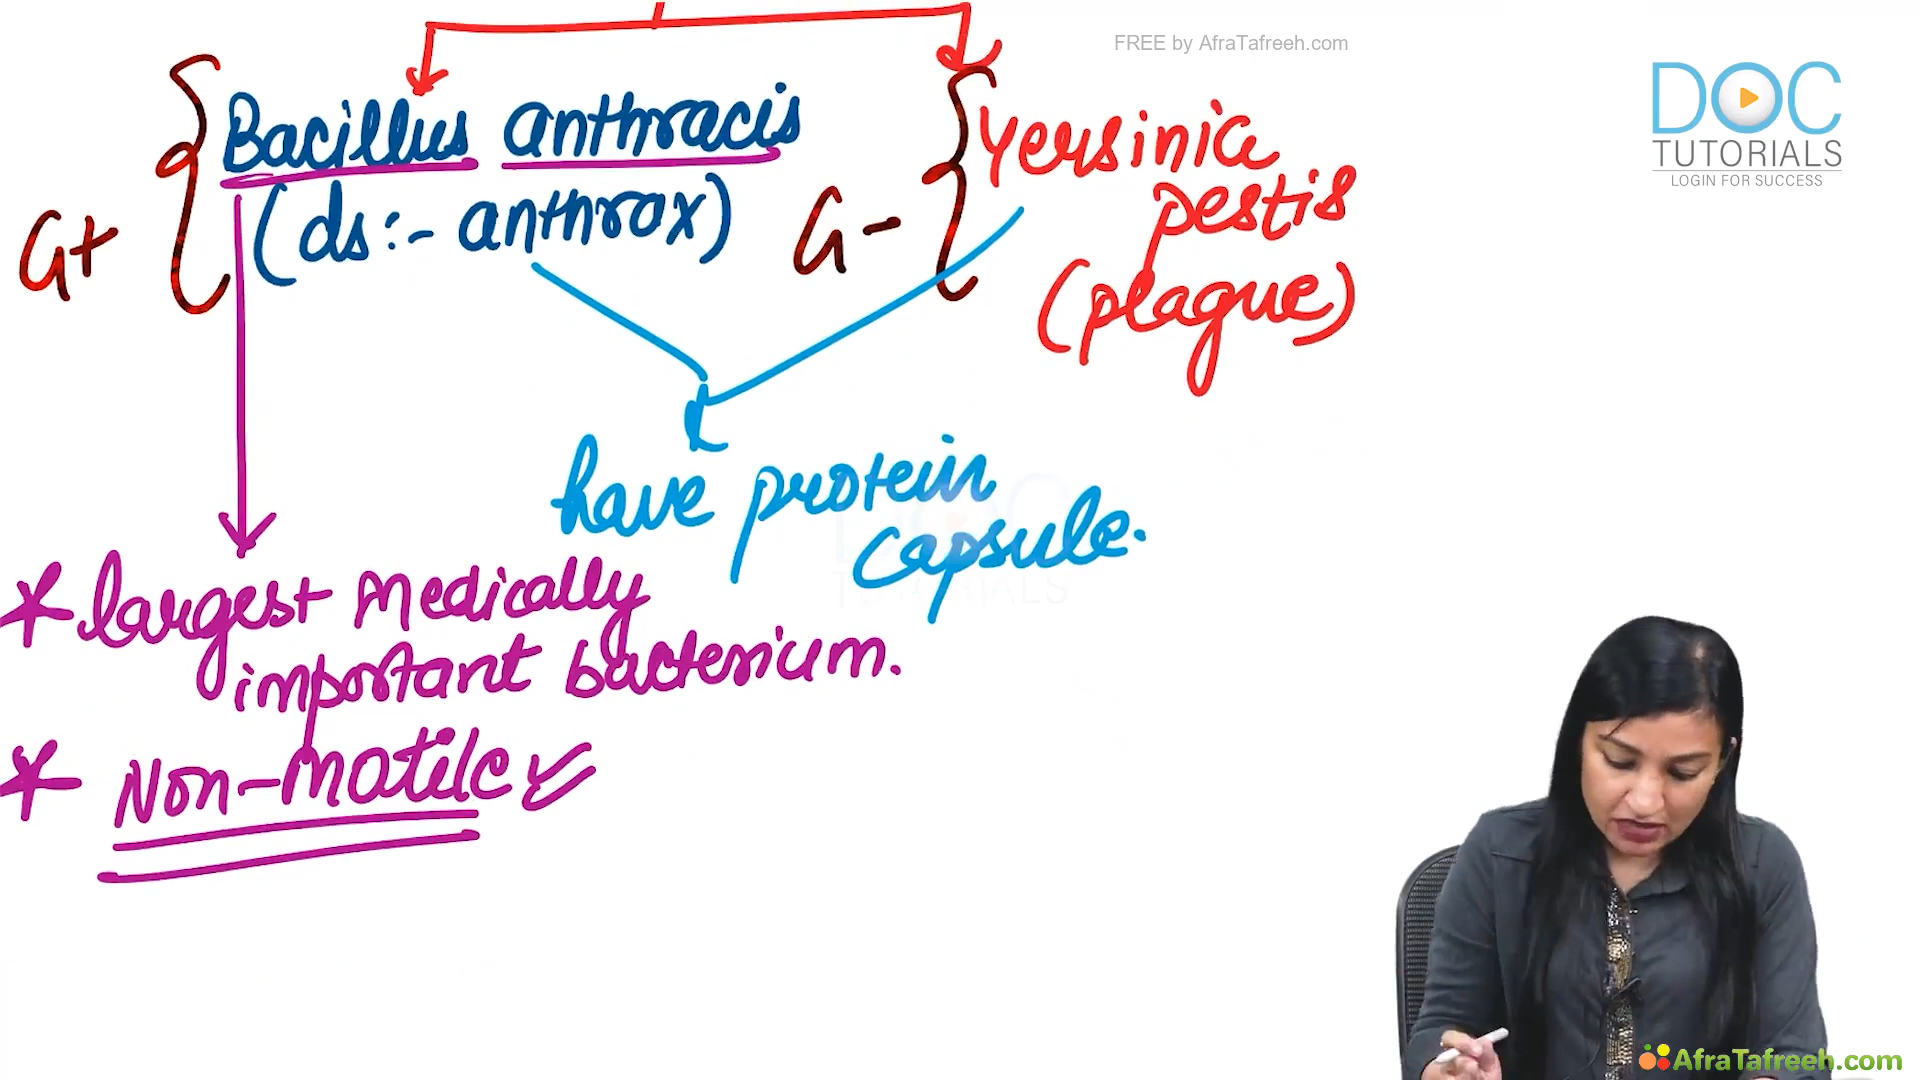 FREE by AfraTafreeh.com
DOC
TUTORIALS
LOGIN FOR SUCCESS
Bacillus anthracis
(ds:- anthrax)
G+
G-
Yersinia
pestis
(plague)
have protein
capsule.
* largest medically
important bacterium.
* Non-motile
AfraTafreeh.com